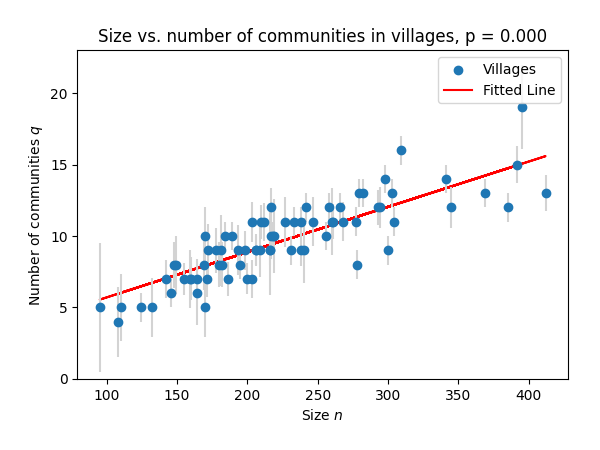 Size vs. number of communities in villages, p = 0.000
Villages
Fitted Line
Number of communities q
20
15
10
5
0
100 150 200 250 300 350 400
Size n